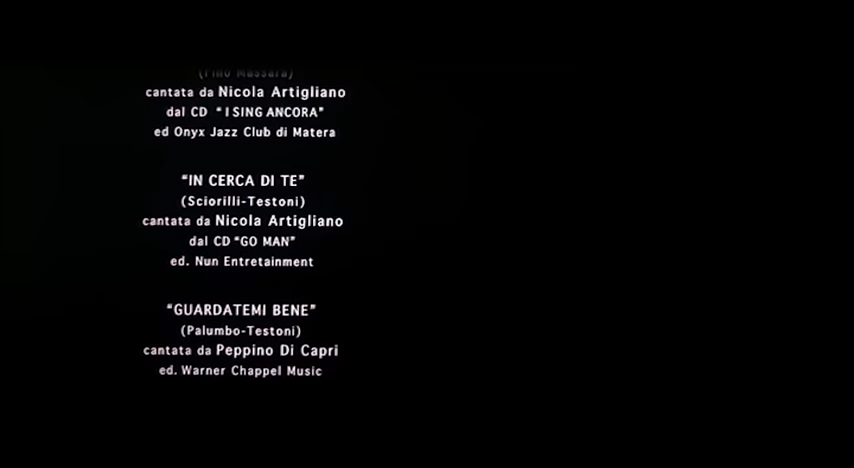 (Pino Massara)
cantata da Nicola Artigliano
dal CD “ I SING ANCORA”
ed Onyx Jazz Club di Matera
“IN CERCA DI TE”
(Sciorilli-Testoni)
cantata da Nicola Artigliano
dal CD “GO MAN”
ed. Nun Entretainment
“GUARDATEMI BENE”
(Palumbo-Testoni)
cantata da Peppino Di Capri
ed. Warner Chappel Music